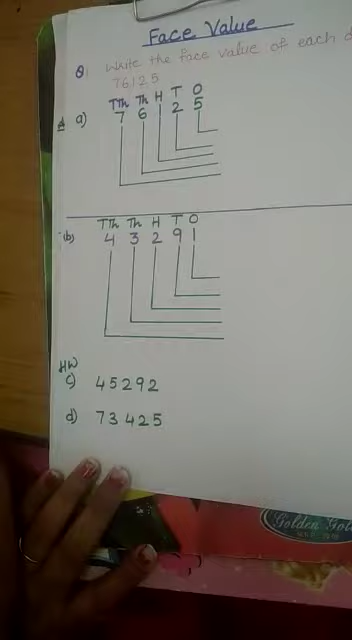 Face Value
Q: Write the face value of each
76125
TTh Th H T O
a) 7 6 2 5
TTh Th H T O
(b) 4 3 2 9 1
HW
c) 45292
d) 73425
Golden